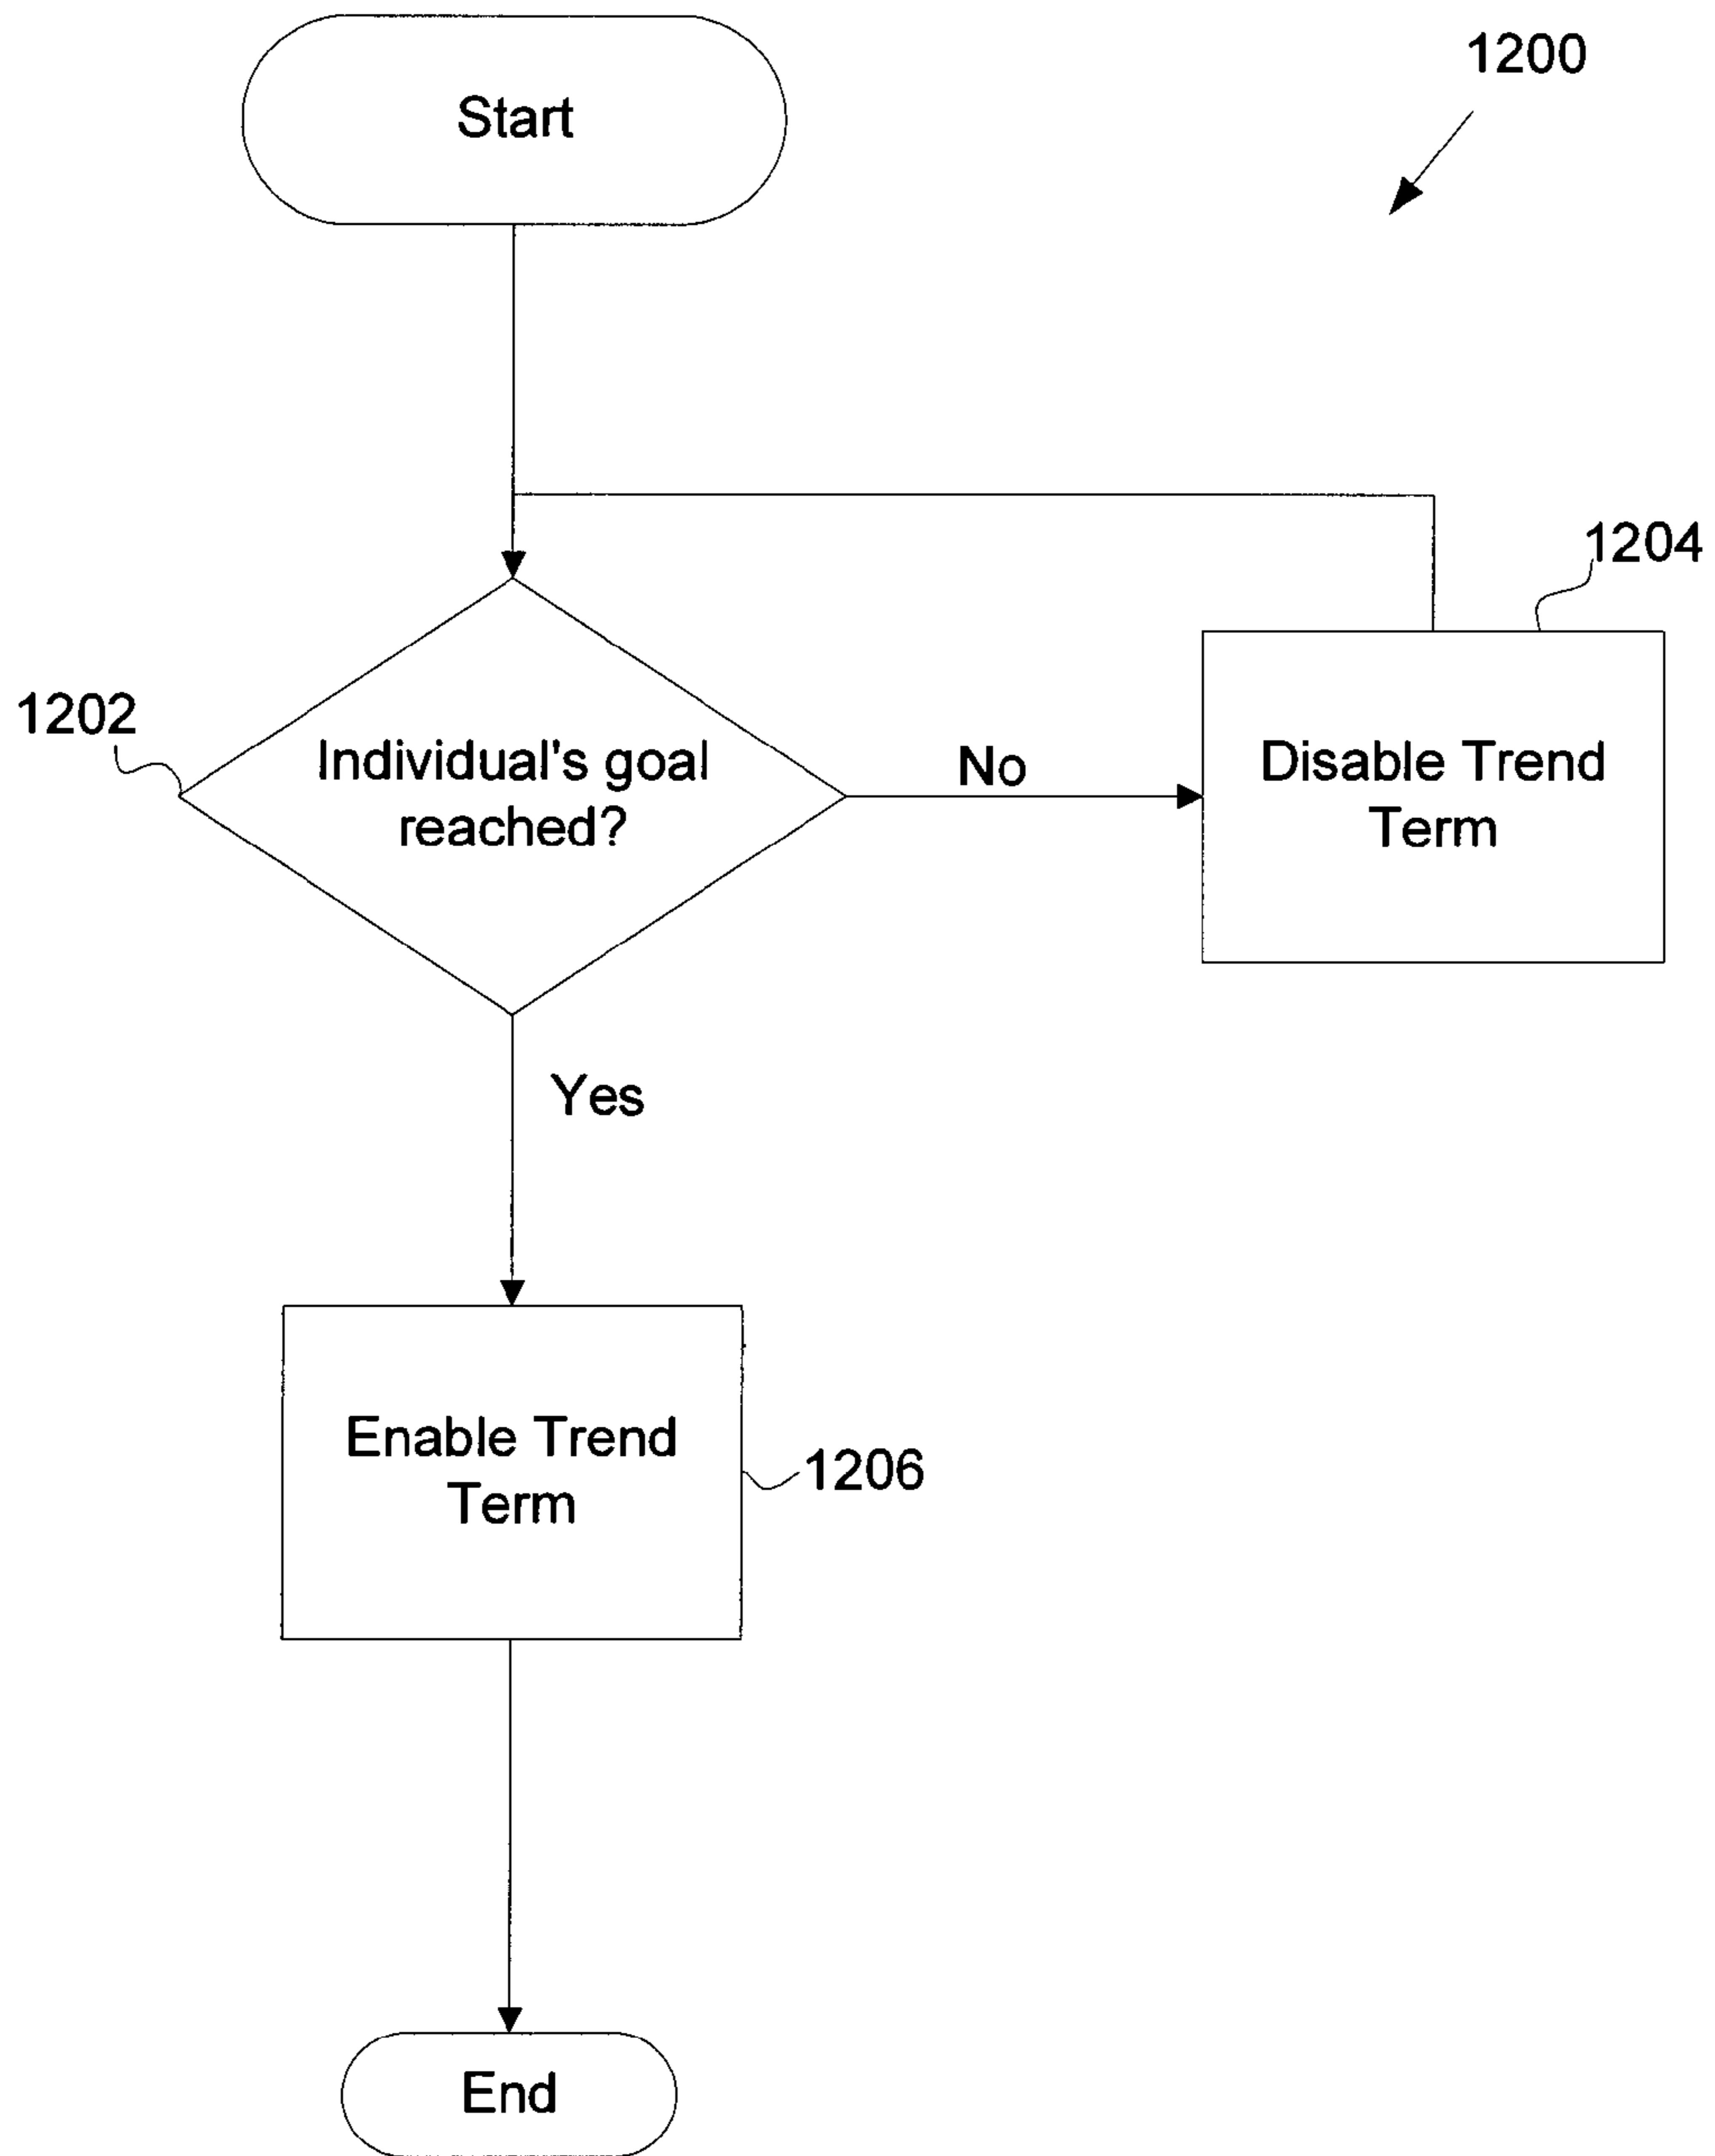 Start
1200
1204
1202
Individual's goal
reached?
No
Disable Trend
Term
Yes
Enable Trend
Term
1206
End